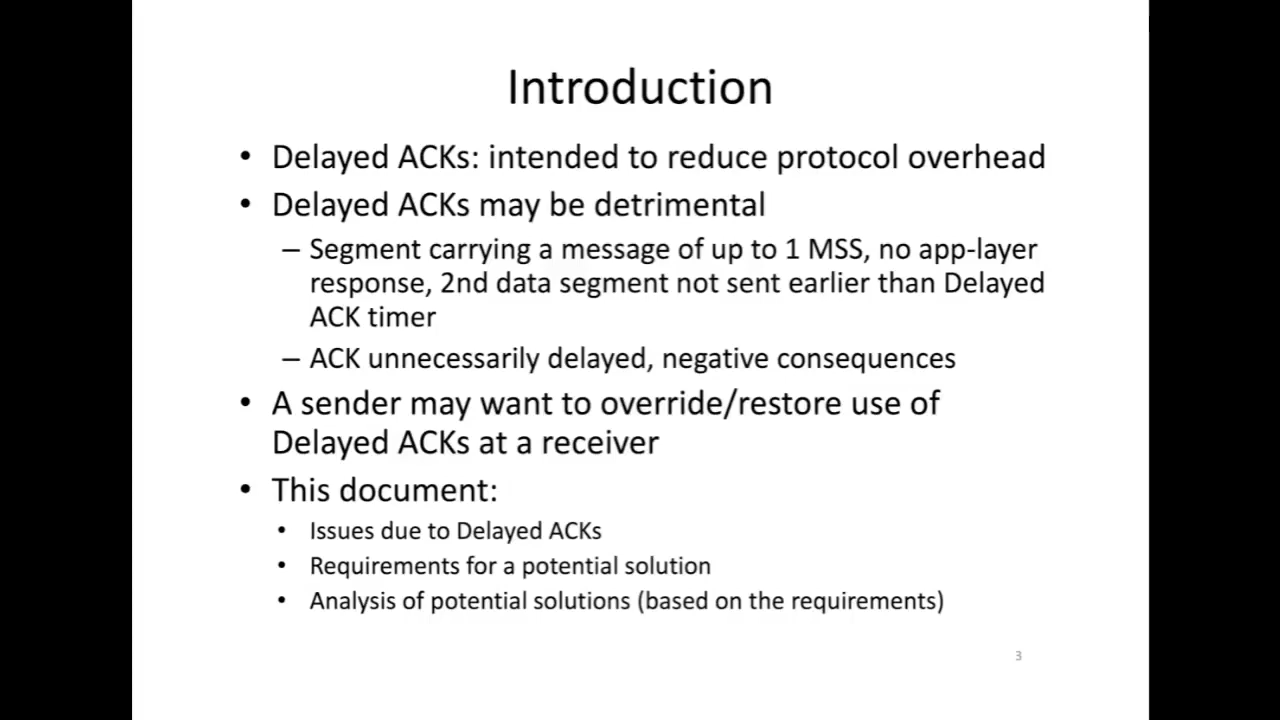 Introduction
• Delayed ACKs: intended to reduce protocol overhead
• Delayed ACKs may be detrimental
– Segment carrying a message of up to 1 MSS, no app-layer
response, 2nd data segment not sent earlier than Delayed
ACK timer
– ACK unnecessarily delayed, negative consequences
• A sender may want to override/restore use of
Delayed ACKs at a receiver
• This document:
• Issues due to Delayed ACKs
• Requirements for a potential solution
• Analysis of potential solutions (based on the requirements)
3